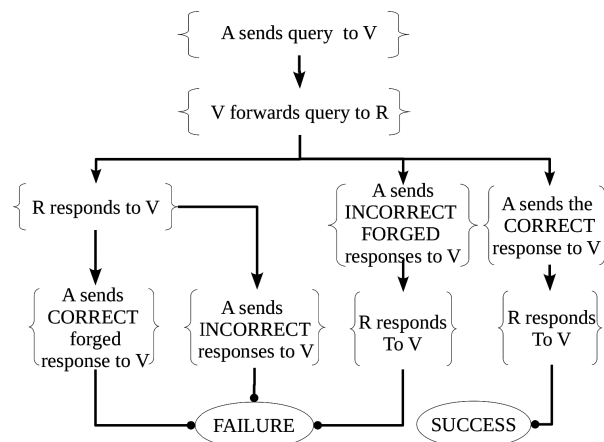 A sends query to V
V forwards query to R
R responds to V
A sends
INCORRECT
FORGED
responses to V
A sends the
CORRECT
response to V
A sends
CORRECT
forged
response to V
A sends
INCORRECT
responses to V
R responds
To V
R responds
To V
FAILURE
SUCCESS